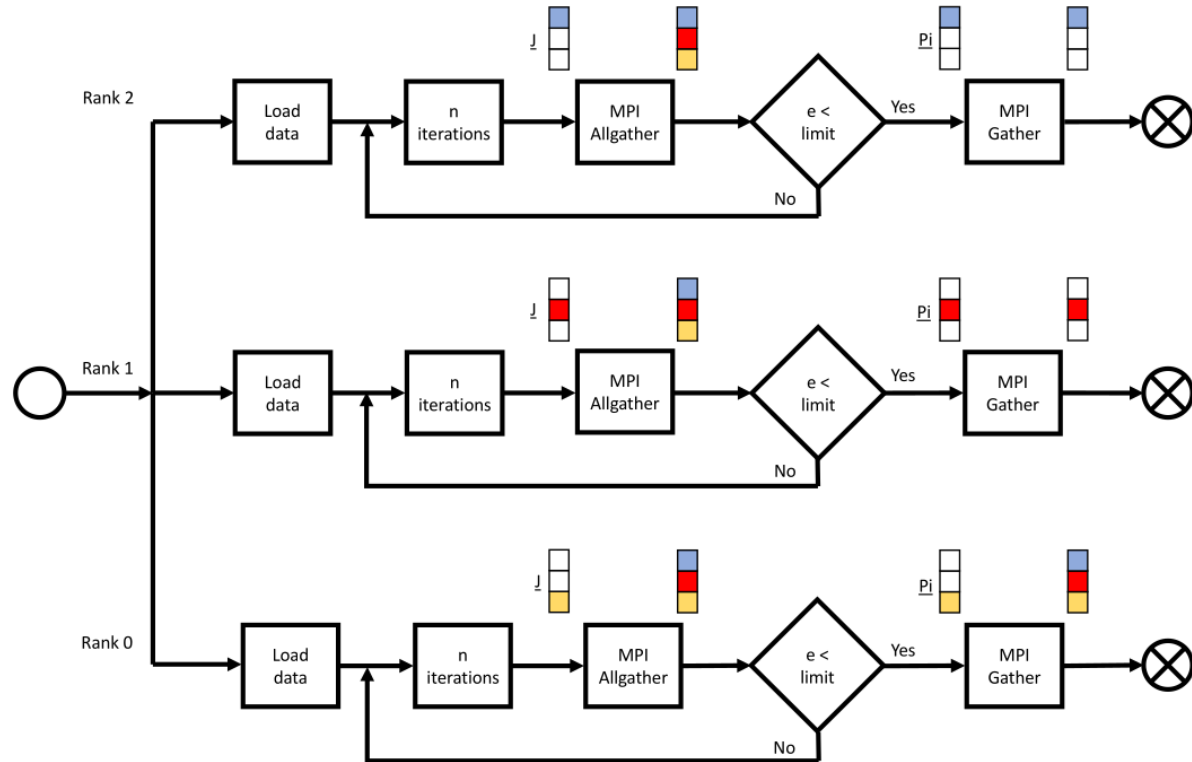 J
Pi
Rank 2
Load
data
n
iterations
MPI
Allgather
e <
limit
Yes
MPI
Gather
No
J
Pi
Rank 1
Load
data
n
iterations
MPI
Allgather
e <
limit
Yes
MPI
Gather
No
J
Pi
Rank 0
Load
data
n
iterations
MPI
Allgather
e <
limit
Yes
MPI
Gather
No